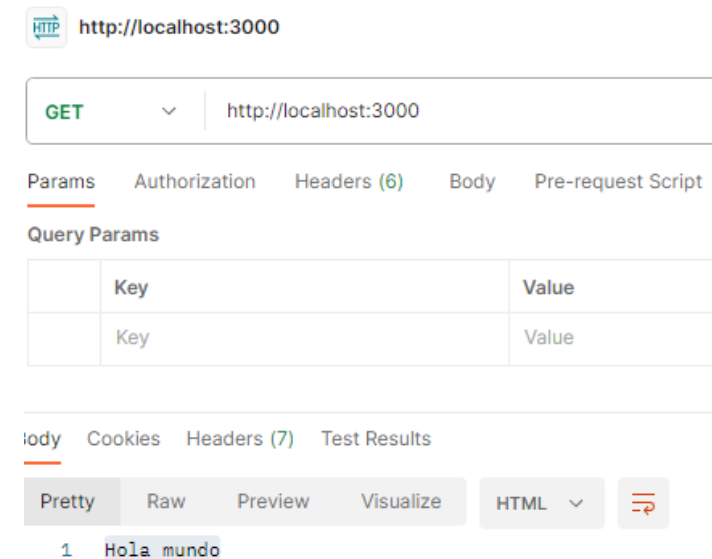 HTTP http://localhost:3000
GET http://localhost:3000
Params Authorization Headers (6) Body Pre-request Script
Query Params
Key Value
Key Value
Body Cookies Headers (7) Test Results
Pretty Raw Preview Visualize HTML
1 Hola mundo